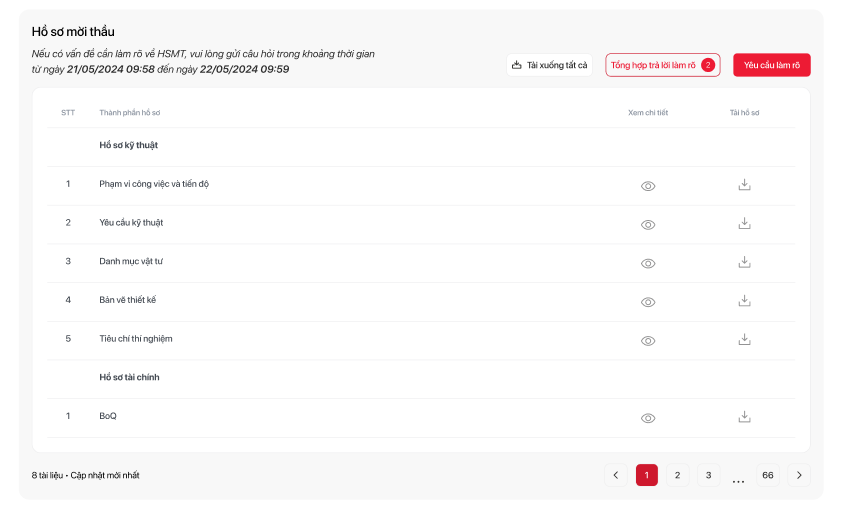 Hồ sơ mời thầu
Nếu có vấn đề cần làm rõ về HSMT, vui lòng gửi câu hỏi trong khoảng thời gian
từ ngày 21/05/2024 09:58 đến ngày 22/05/2024 09:59
Tải xuống tất cả
Tổng hợp trả lời làm rõ 2
Yêu cầu làm rõ
STT Thành phần hồ sơ Xem chi tiết Tải hồ sơ
Hồ sơ kỹ thuật
1 Phạm vi công việc và tiến độ
2 Yêu cầu kỹ thuật
3 Danh mục vật tư
4 Bản vẽ thiết kế
5 Tiêu chí thí nghiệm
Hồ sơ tài chính
1 BoQ
8 tài liệu • Cập nhật mới nhất
< 1 2 3 ... 66 >